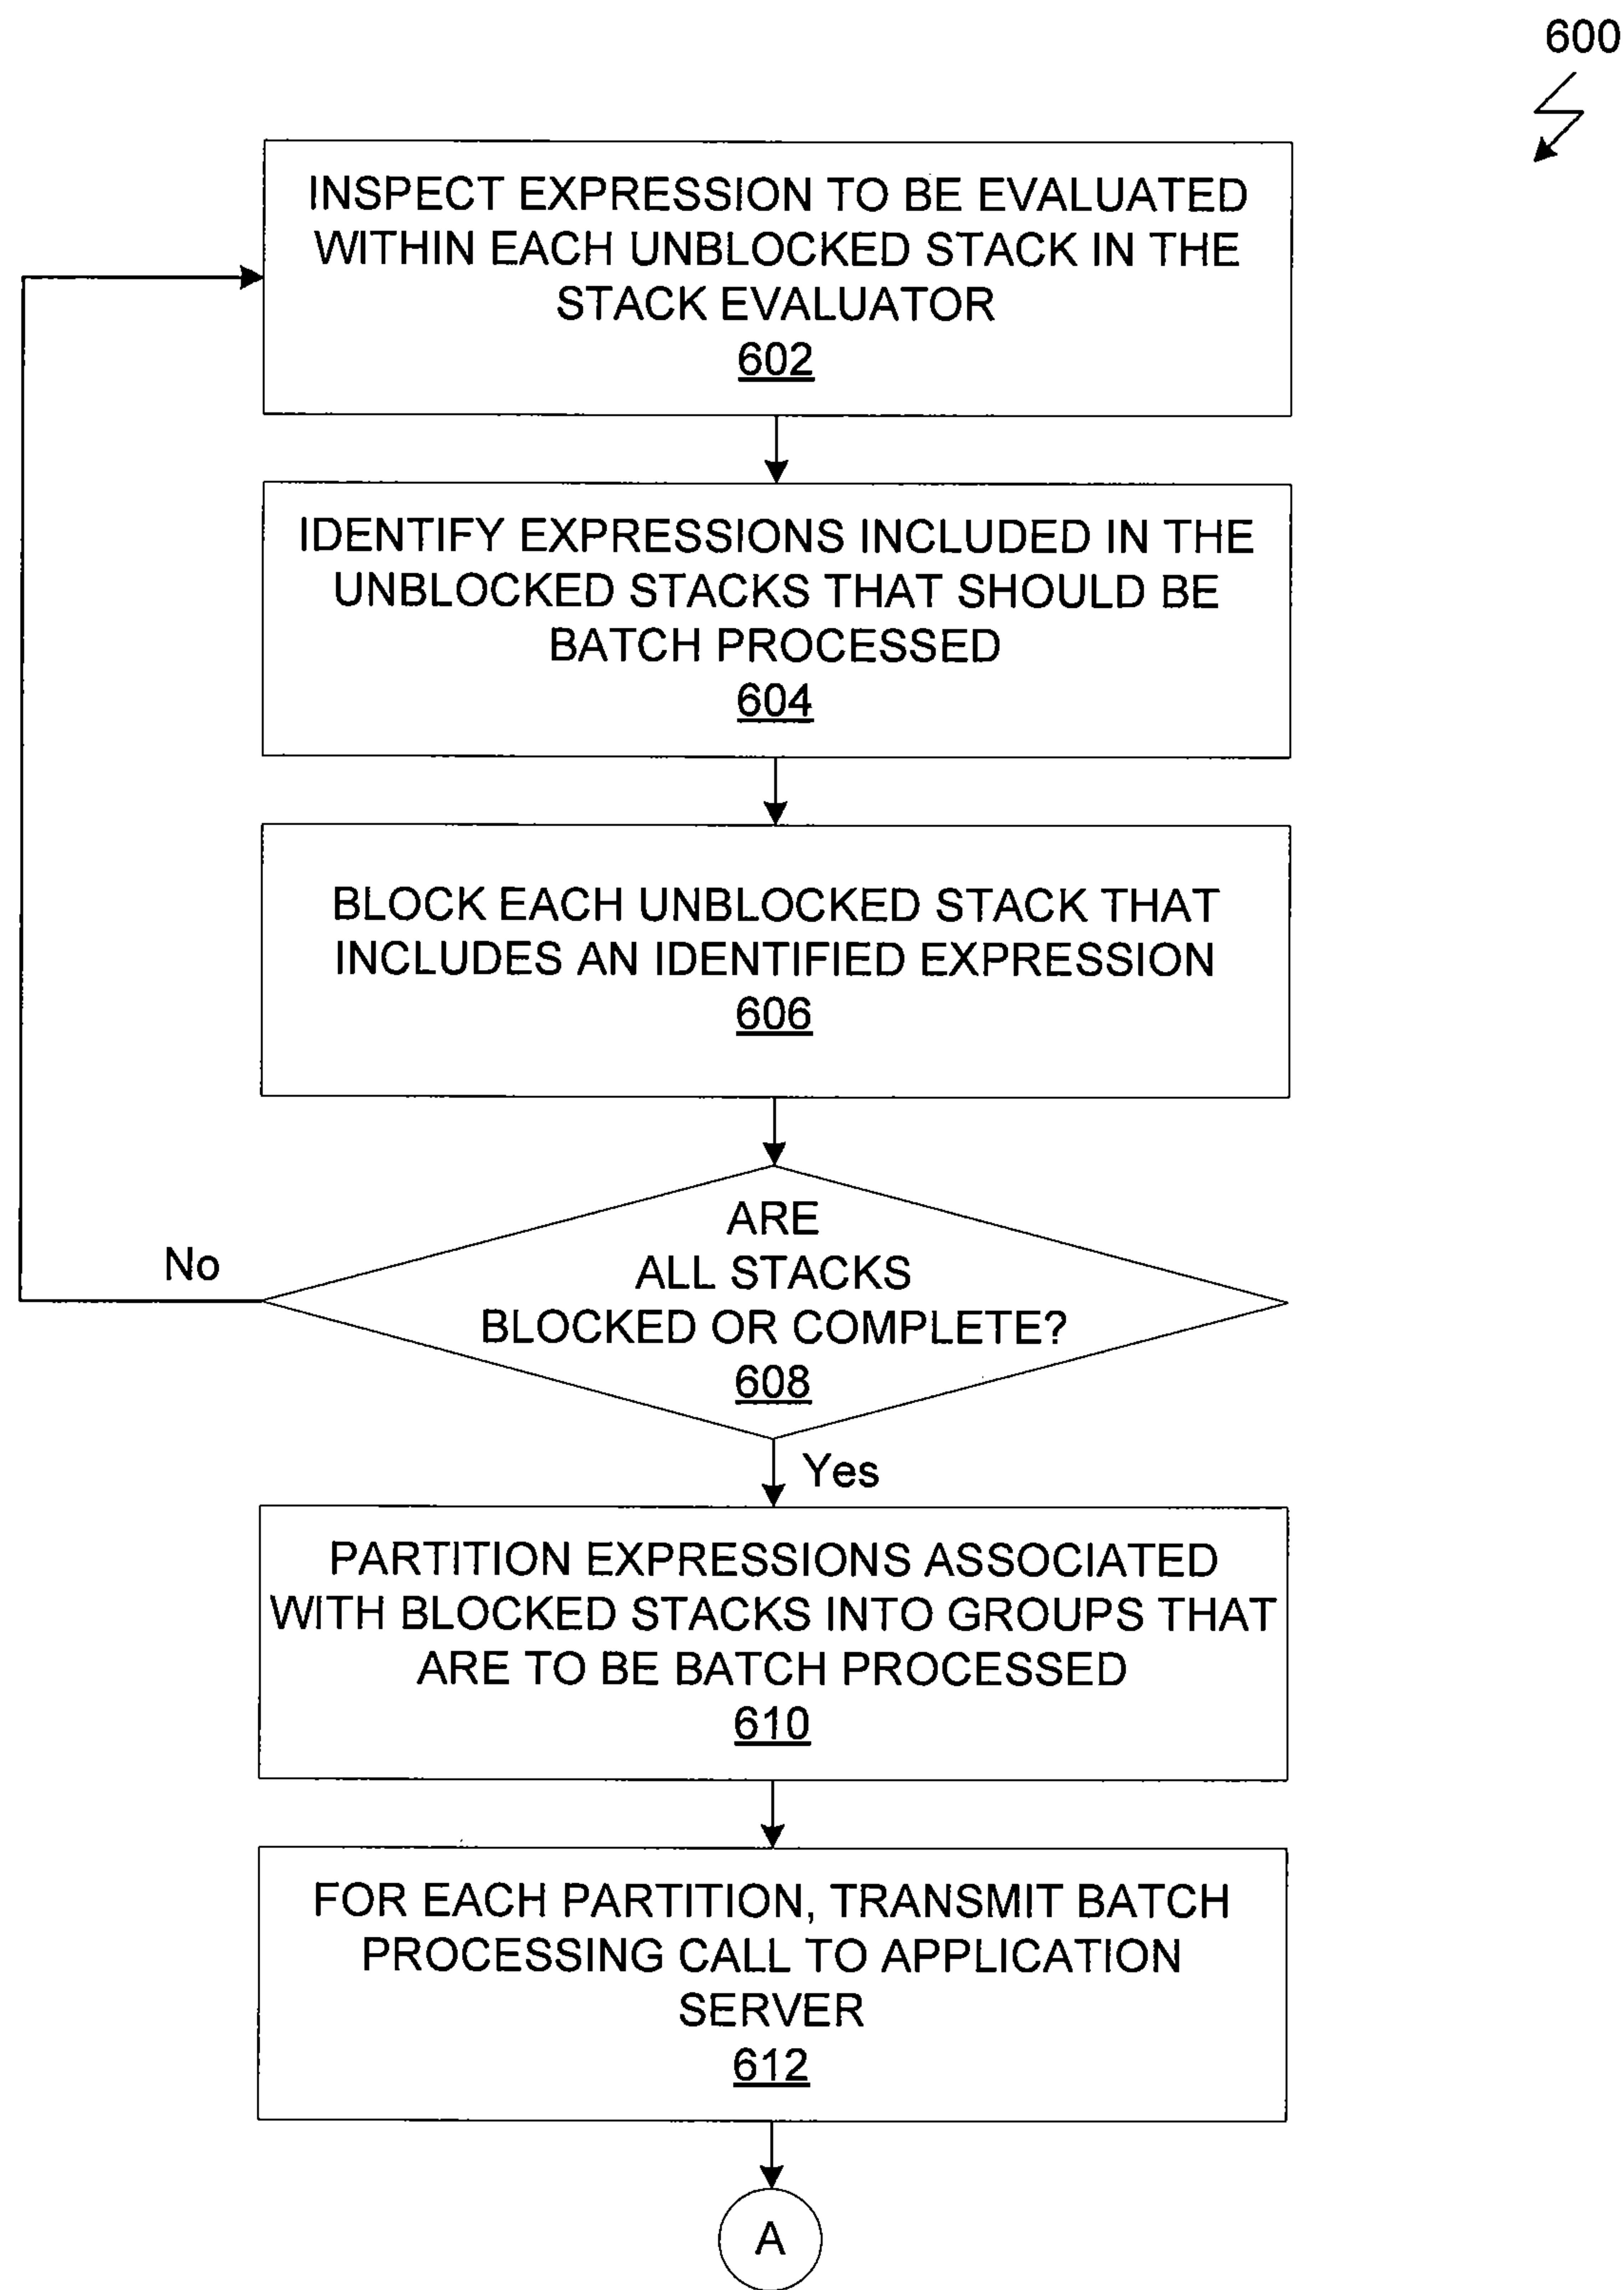 600
INSPECT EXPRESSION TO BE EVALUATED
WITHIN EACH UNBLOCKED STACK IN THE
STACK EVALUATOR
602
IDENTIFY EXPRESSIONS INCLUDED IN THE
UNBLOCKED STACKS THAT SHOULD BE
BATCH PROCESSED
604
BLOCK EACH UNBLOCKED STACK THAT
INCLUDES AN IDENTIFIED EXPRESSION
606
ARE
ALL STACKS
BLOCKED OR COMPLETE?
608
No
Yes
PARTITION EXPRESSIONS ASSOCIATED
WITH BLOCKED STACKS INTO GROUPS THAT
ARE TO BE BATCH PROCESSED
610
FOR EACH PARTITION, TRANSMIT BATCH
PROCESSING CALL TO APPLICATION
SERVER
612
A